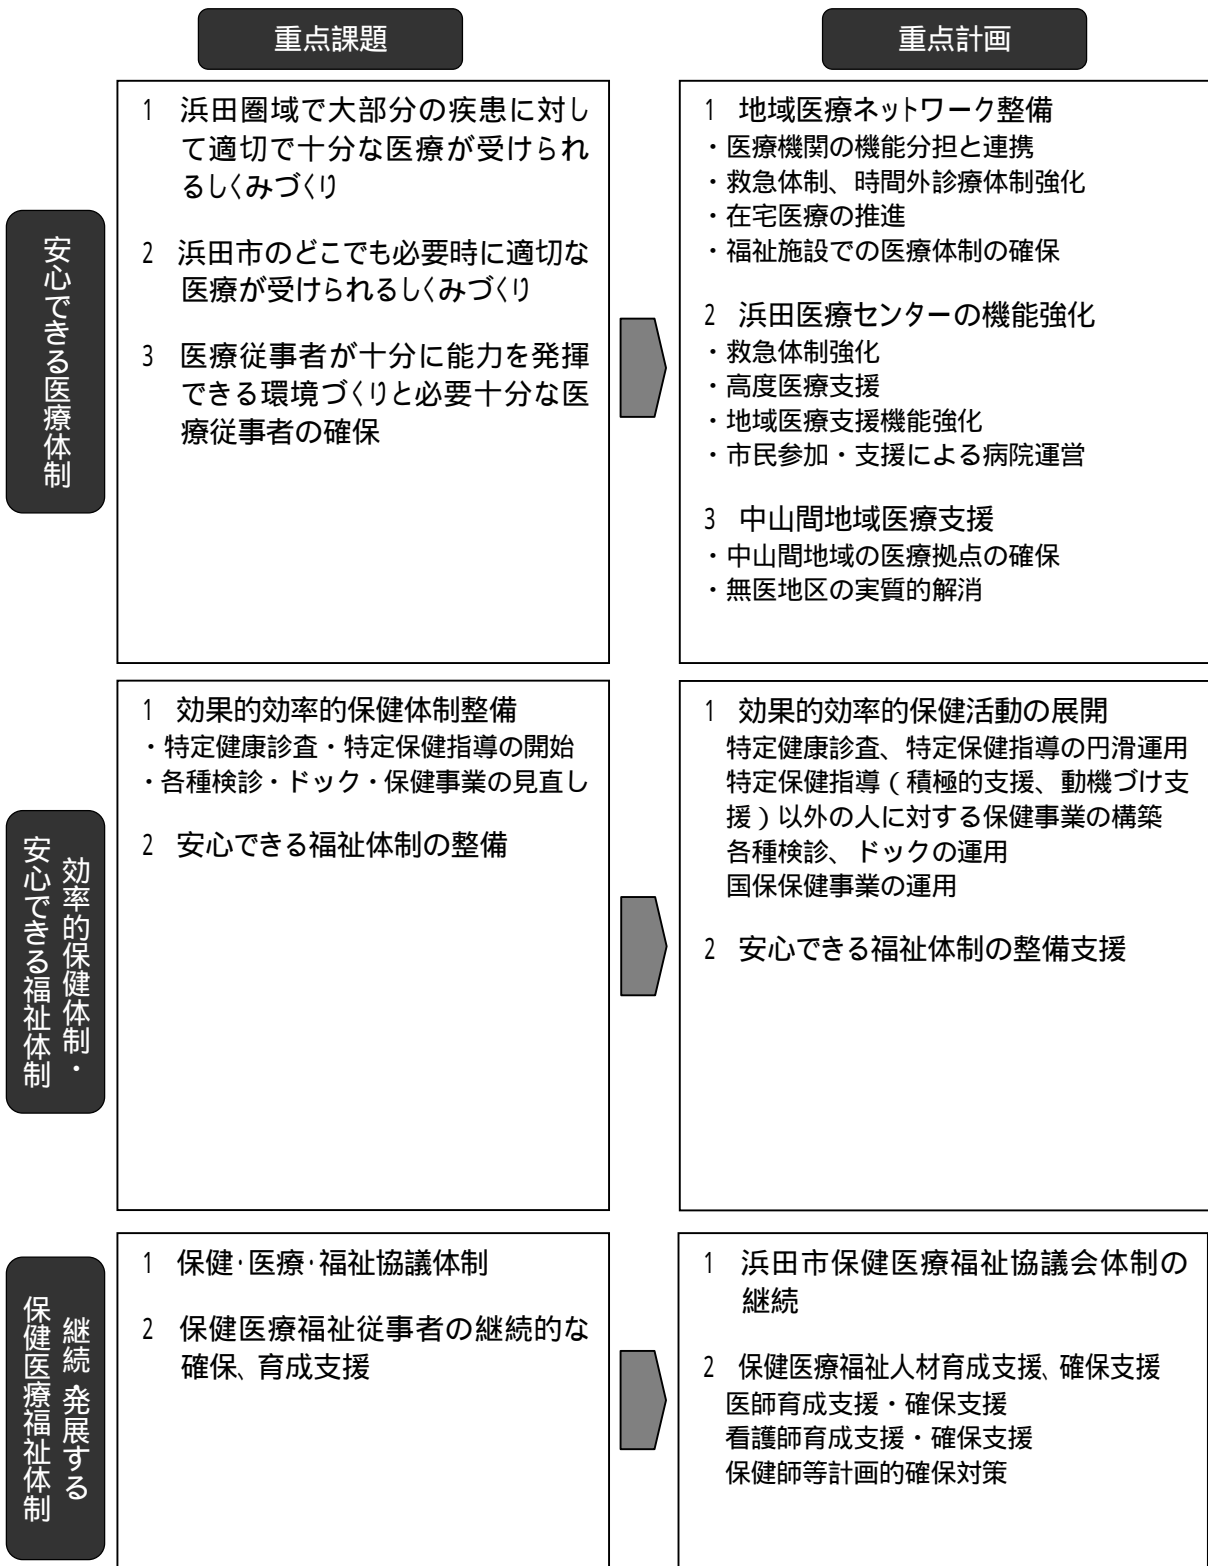 重点課題
重点計画
安心できる医療体制
1 浜田圏域で大部分の疾患に対し
て適切で十分な医療が受けられ
るしくみづくり
2 浜田市のどこでも必要時に適切な
医療が受けられるしくみづくり
3 医療従事者が十分に能力を発揮
できる環境づくりと必要十分な医
療従事者の確保
1 地域医療ネットワーク整備
・医療機関の機能分担と連携
・救急体制、時間外診療体制強化
・在宅医療の推進
・福祉施設での医療体制の確保
2 浜田医療センターの機能強化
・救急体制強化
・高度医療支援
・地域医療支援機能強化
・市民参加・支援による病院運営
3 中山間地域医療支援
・中山間地域の医療拠点の確保
・無医地区の実質的解消
効率的保健体制・
安心できる福祉体制
1 効果的効率的保健体制整備
・特定健康診査・特定保健指導の開始
・各種検診・ドック・保健事業の見直し
2 安心できる福祉体制の整備
1 効果的効率的保健活動の展開
特定健康診査、特定保健指導の円滑運用
特定保健指導(積極的支援、動機づけ支
援)以外の人に対する保健事業の構築
各種検診、ドックの運用
国保保健事業の運用
2 安心できる福祉体制の整備支援
継続 発展する
保健医療福祉体制
1 保健・医療・福祉協議体制
2 保健医療福祉従事者の継続的な
確保、育成支援
1 浜田市保健医療福祉協議会体制の
継続
2 保健医療福祉人材育成支援、確保支援
医師育成支援・確保支援
看護師育成支援・確保支援
保健師等計画的確保対策